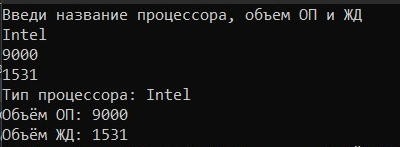 Введи название процессора, объем ОП и ЖД
Intel
9000
1531
Тип процессора: Intel
Объём ОП: 9000
Объём ЖД: 1531